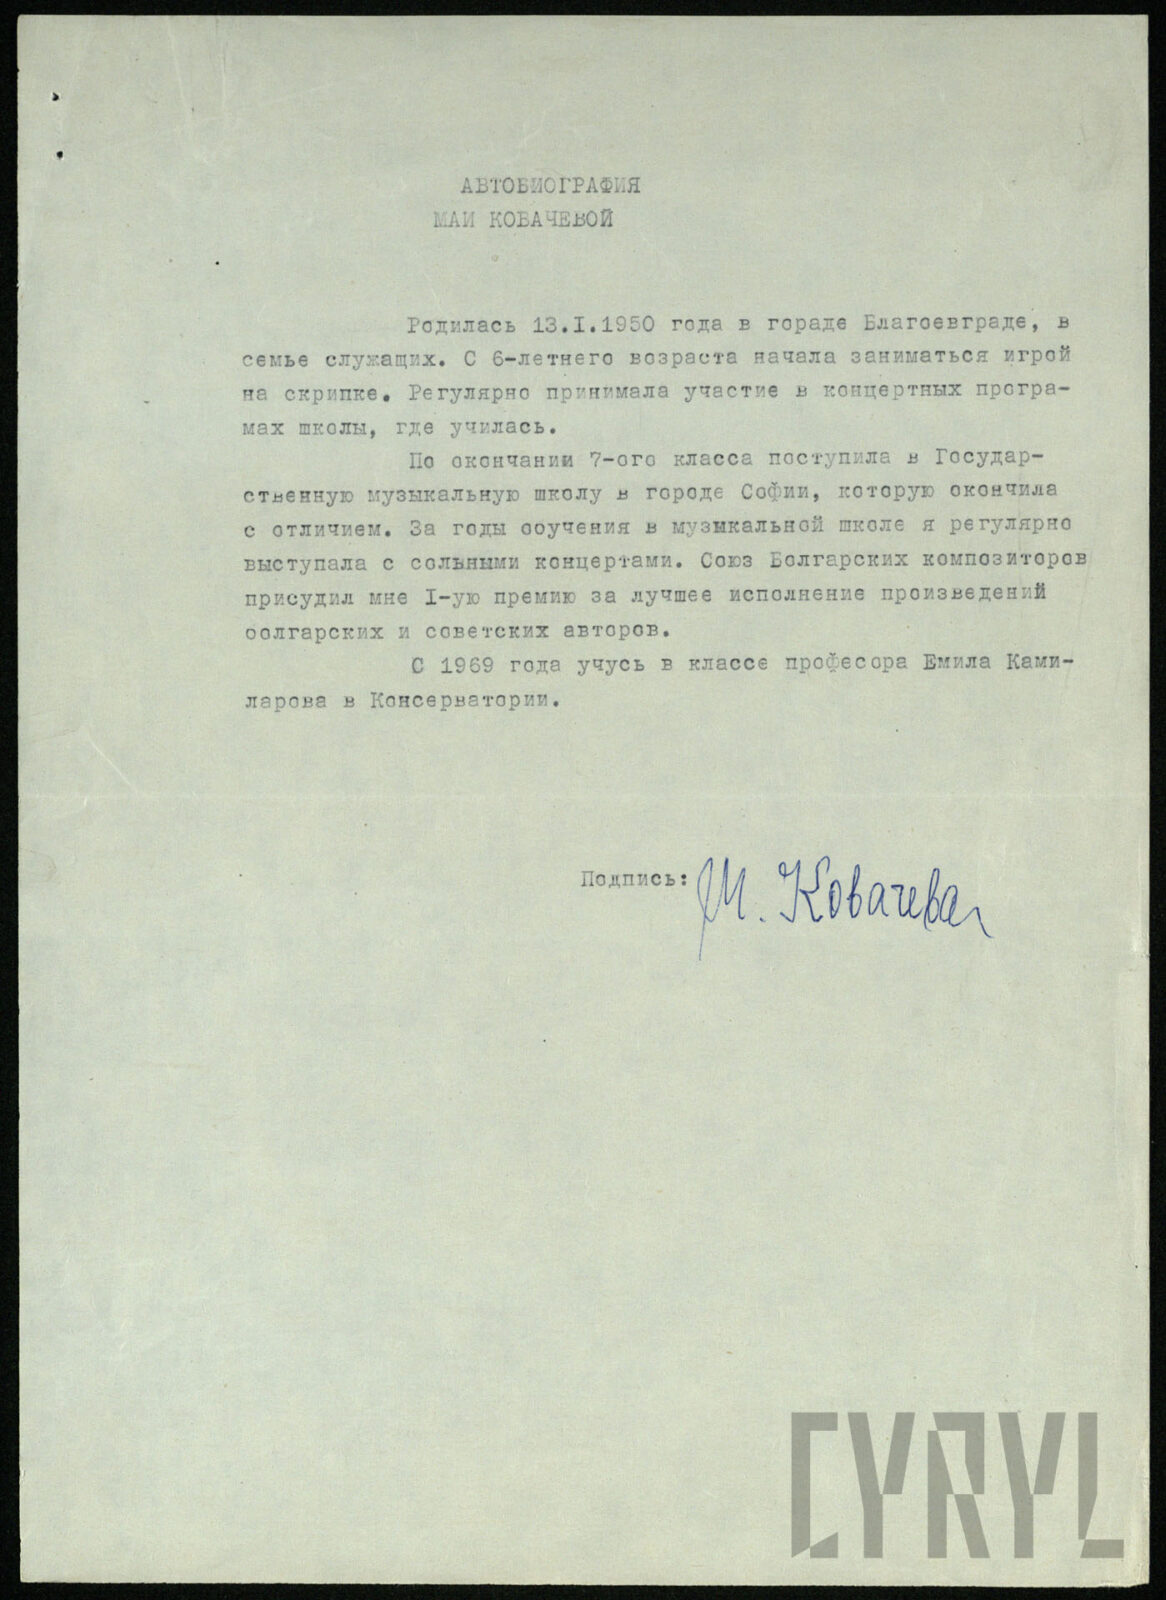 АВТОБИОГРАФИЯ
МАИ КОВАЧЕВОЙ
Родилась 13.I.1950 года в гораде Благоевграде, в
семье служащих. С 6-летнего возраста начала заниматься игрой
на скрипке. Регулярно принимала участие в концертных програ-
мах школы, где училась.
По окончании 7-ого класса поступила в Государ-
ственную музыкальную школу в городе Софии, которую окончила
с отличием. За годы обучения в музыкальной школе я регулярно
выступала с сольными концертами. Союз Болгарских композиторов
присудил мне I-ую премию за лучшее исполнение произведений
болгарских и советских авторов.
С 1969 года учусь в классе професора Емила Ками-
ларова в Консерватории.
Подпись: М. Ковачева
CYRYL